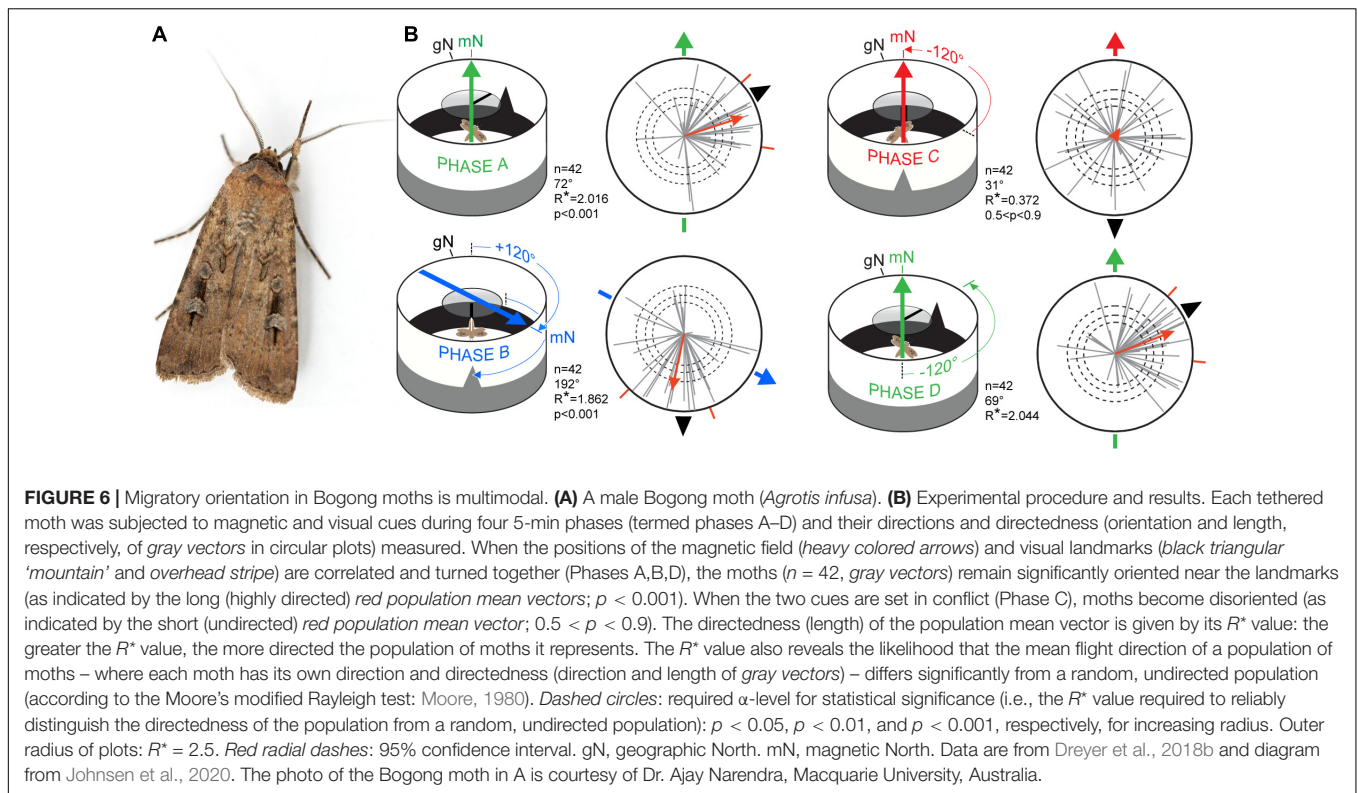 A
B
gN
mN
PHASE A
n=42
72°
R*=2.016
p<0.001
gN
mN
-120°
PHASE C
n=42
31°
R*=0.372
0.5<p<0.9
gN
+120°
mN
PHASE B
n=42
192°
R*=1.862
p<0.001
gN
mN
-120°
PHASE D
n=42
69°
R*=2.044
FIGURE 6 | Migratory orientation in Bogong moths is multimodal. (A) A male Bogong moth (Agrotis infusa). (B) Experimental procedure and results. Each tethered
moth was subjected to magnetic and visual cues during four 5-min phases (termed phases A–D) and their directions and directedness (orientation and length,
respectively, of gray vectors in circular plots) measured. When the positions of the magnetic field (heavy colored arrows) and visual landmarks (black triangular
'mountain' and overhead stripe) are correlated and turned together (Phases A,B,D), the moths (n = 42, gray vectors) remain significantly oriented near the landmarks
(as indicated by the long (highly directed) red population mean vectors; p < 0.001). When the two cues are set in conflict (Phase C), moths become disoriented (as
indicated by the short (undirected) red population mean vector; 0.5 < p < 0.9). The directedness (length) of the population mean vector is given by its R* value: the
greater the R* value, the more directed the population of moths it represents. The R* value also reveals the likelihood that the mean flight direction of a population of
moths – where each moth has its own direction and directedness (direction and length of gray vectors) – differs significantly from a random, undirected population
(according to the Moore's modified Rayleigh test: Moore, 1980). Dashed circles: required α-level for statistical significance (i.e., the R* value required to reliably
distinguish the directedness of the population from a random, undirected population): p < 0.05, p < 0.01, and p < 0.001, respectively, for increasing radius. Outer
radius of plots: R* = 2.5. Red radial dashes: 95% confidence interval. gN, geographic North. mN, magnetic North. Data are from Dreyer et al., 2018b and diagram
from Johnsen et al., 2020. The photo of the Bogong moth in A is courtesy of Dr. Ajay Narendra, Macquarie University, Australia.